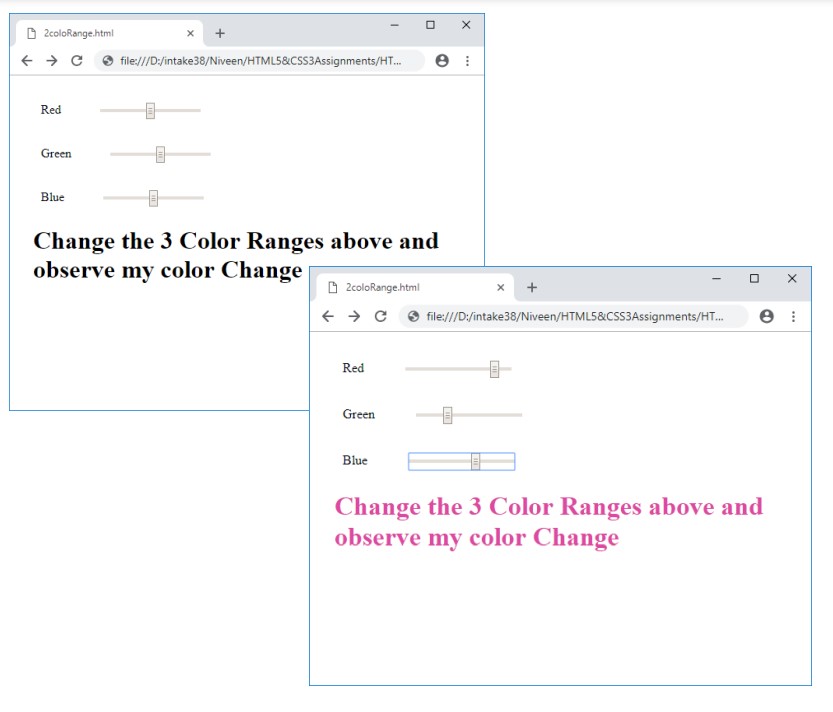 2coloRange.html
file:///D:/intake38/Niveen/HTML5&CSS3Assignments/HT...
Red
Green
Blue
Change the 3 Color Ranges above and
observe my color Change
2coloRange.html
file:///D:/intake38/Niveen/HTML5&CSS3Assignments/HT...
Red
Green
Blue
Change the 3 Color Ranges above and
observe my color Change